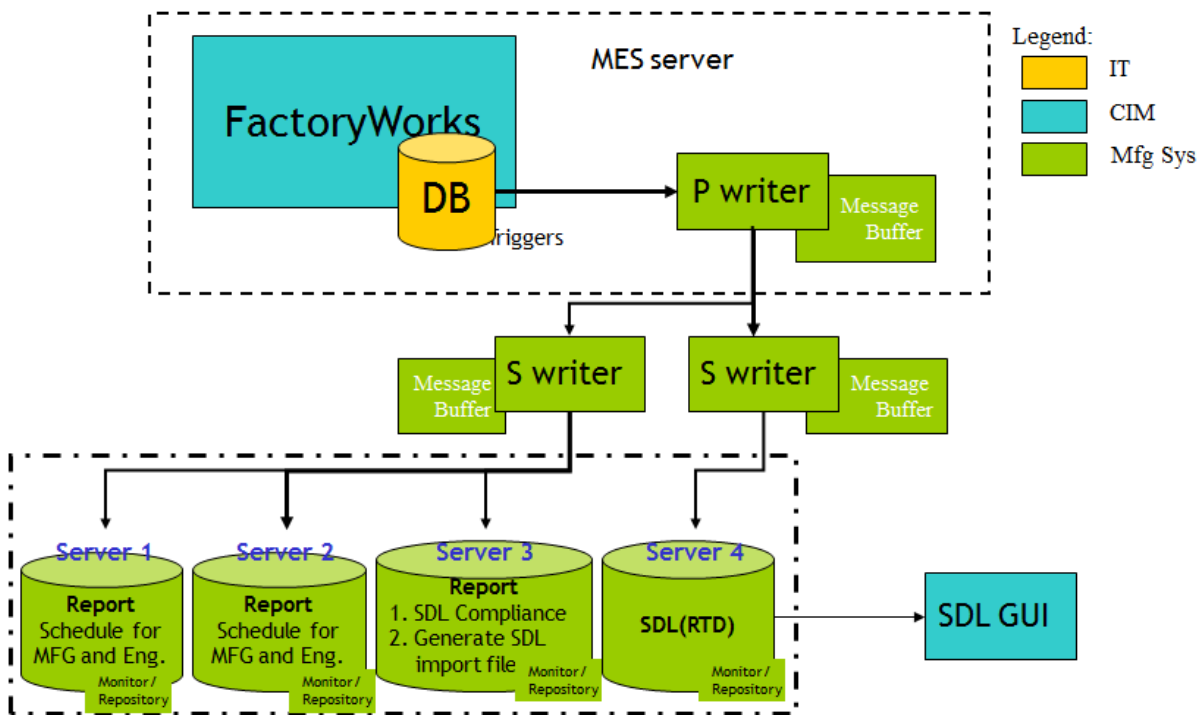 MES server
Legend:
IT
CIM
Mfg Sys
FactoryWorks
DB
Triggers
P writer
Message
Buffer
S writer
Message
Buffer
S writer
Message
Buffer
Server 1
Report
Schedule for
MFG and Eng.
Monitor/
Repository
Server 2
Report
Schedule for
MFG and Eng.
Monitor/
Repository
Server 3
Report
1. SDL Compliance
2. Generate SDL
import file
Monitor/
Repository
Server 4
SDL(RTD)
Monitor/
Repository
SDL GUI